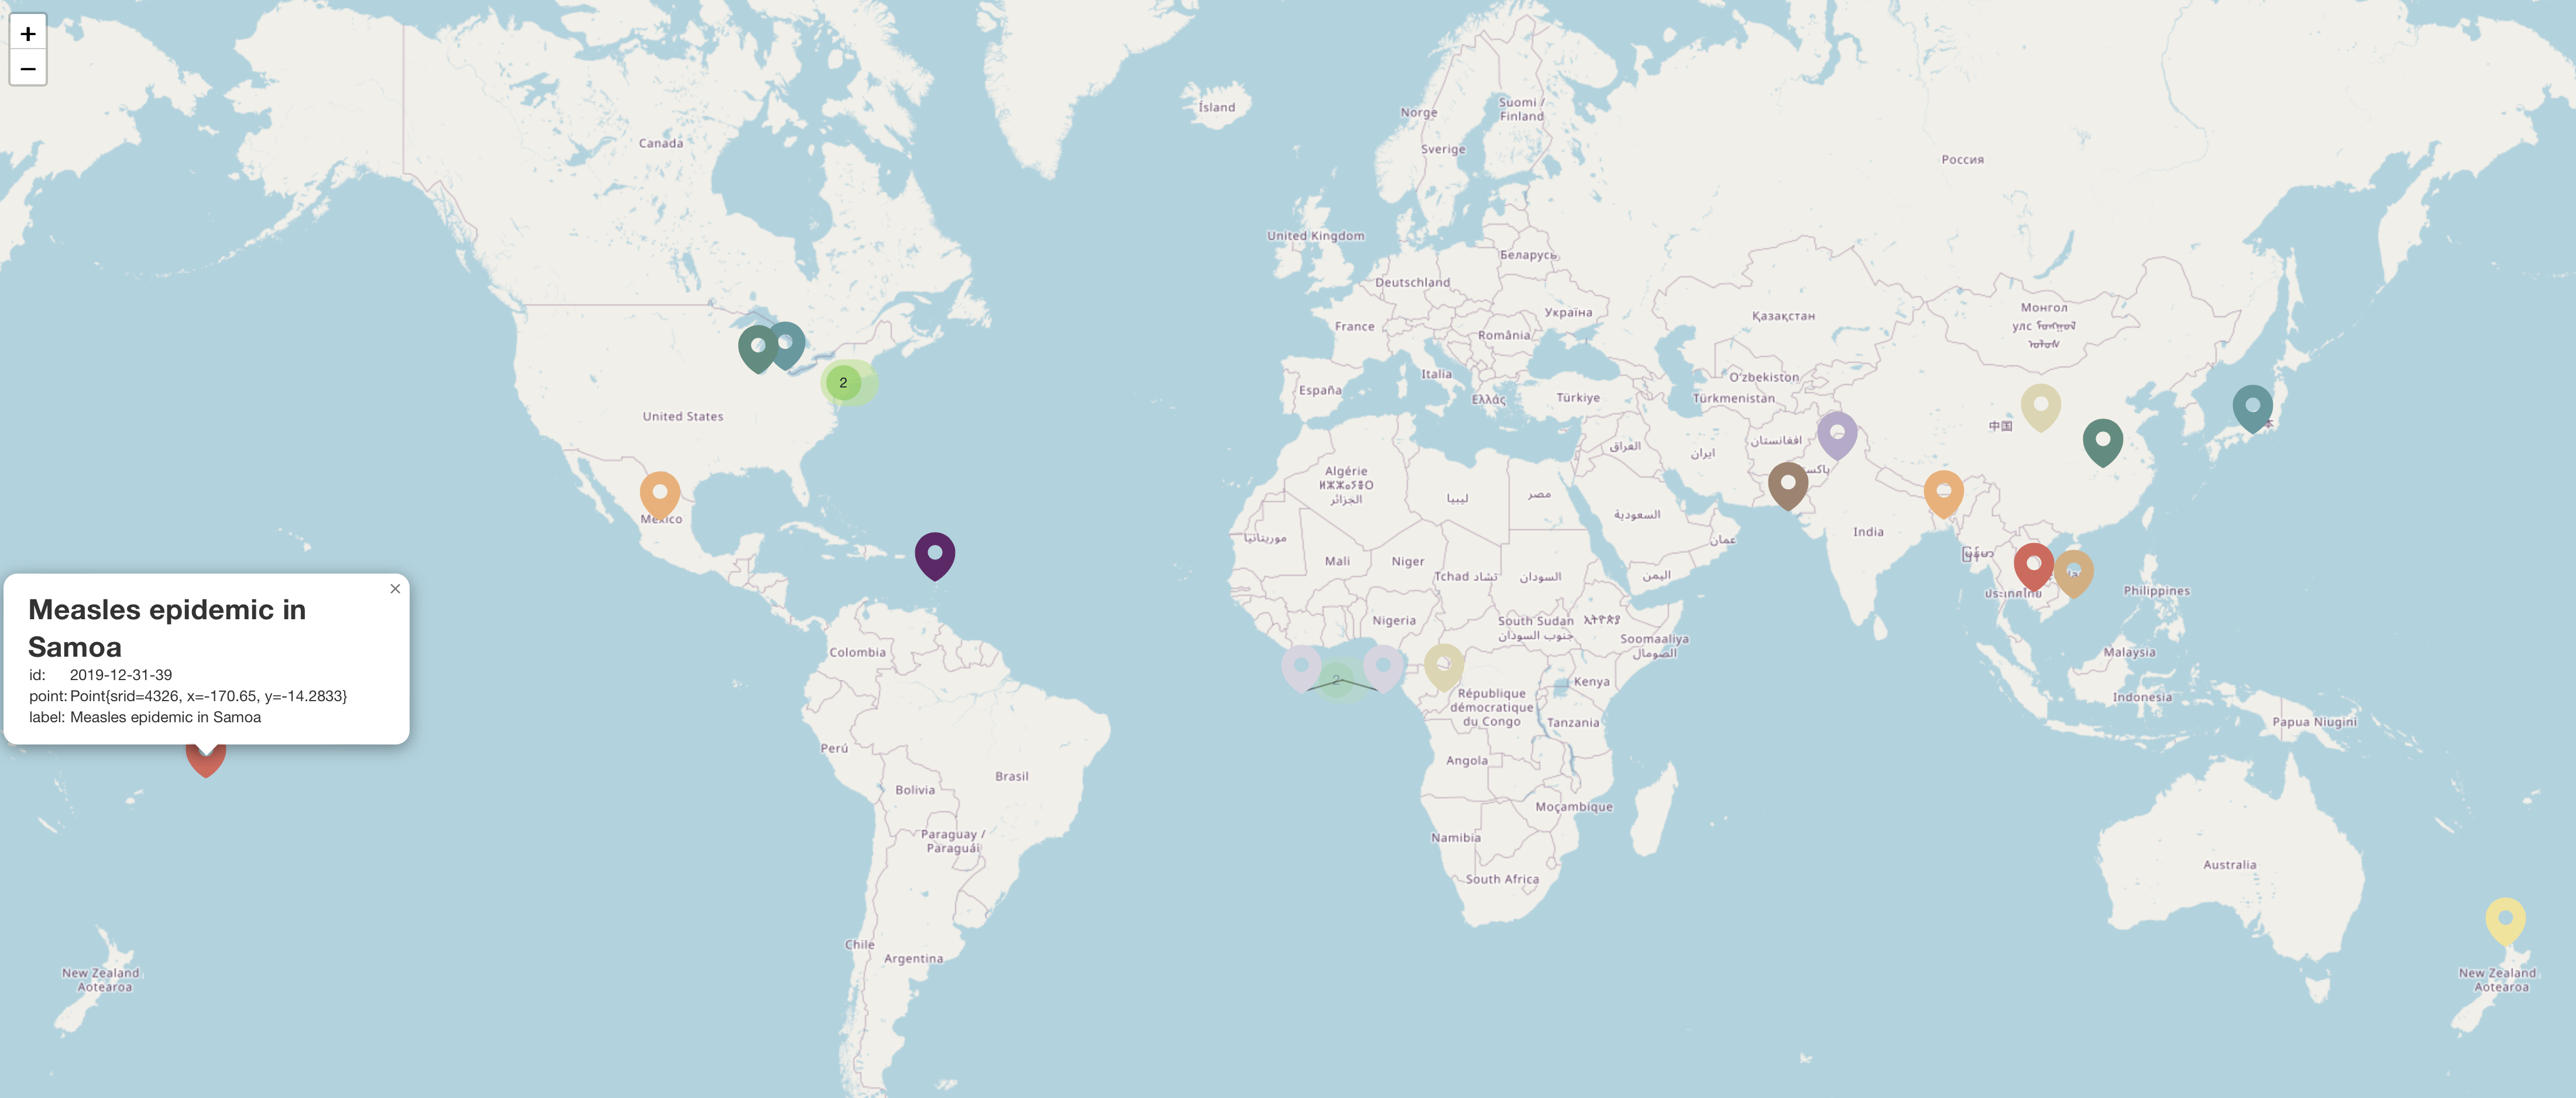 +
−
Ísland
Norge
Suomi /
Finland
Sverige
Россия
Canada
United Kingdom
Беларусь
Deutschland
Україна
France
România
Қазақстан
Монгол
улс
Italia
España
Ελλάς
Türkiye
O'zbekiston
Türkmenistan
United States
2
中国
افغانستان
ایران
العراق
México
Algérie
الجزائر
ليبيا
مصر
السعودية
عمان
India
موريتانيا
Mali
Niger
Tchad تشاد
السودان
اليمن
ประเทศไทย
Philippines
Nigeria
South Sudan
جنوب السودان
Soomaaliya
الصومال
Colombia
2
Malaysia
Kenya
Indonesia
République
démocratique
du Congo
Tanzania
Papua Niugini
Measles epidemic in
Samoa
×
id: 2019-12-31-39
point: Point{srid=4326, x=-170.65, y=-14.2833}
label: Measles epidemic in Samoa
Perú
Brasil
Angola
Bolivia
Moçambique
Paraguay /
Paraguái
Namibia
Australia
South Africa
Chile
Argentina
New Zealand
Aotearoa
New Zealand
Aotearoa